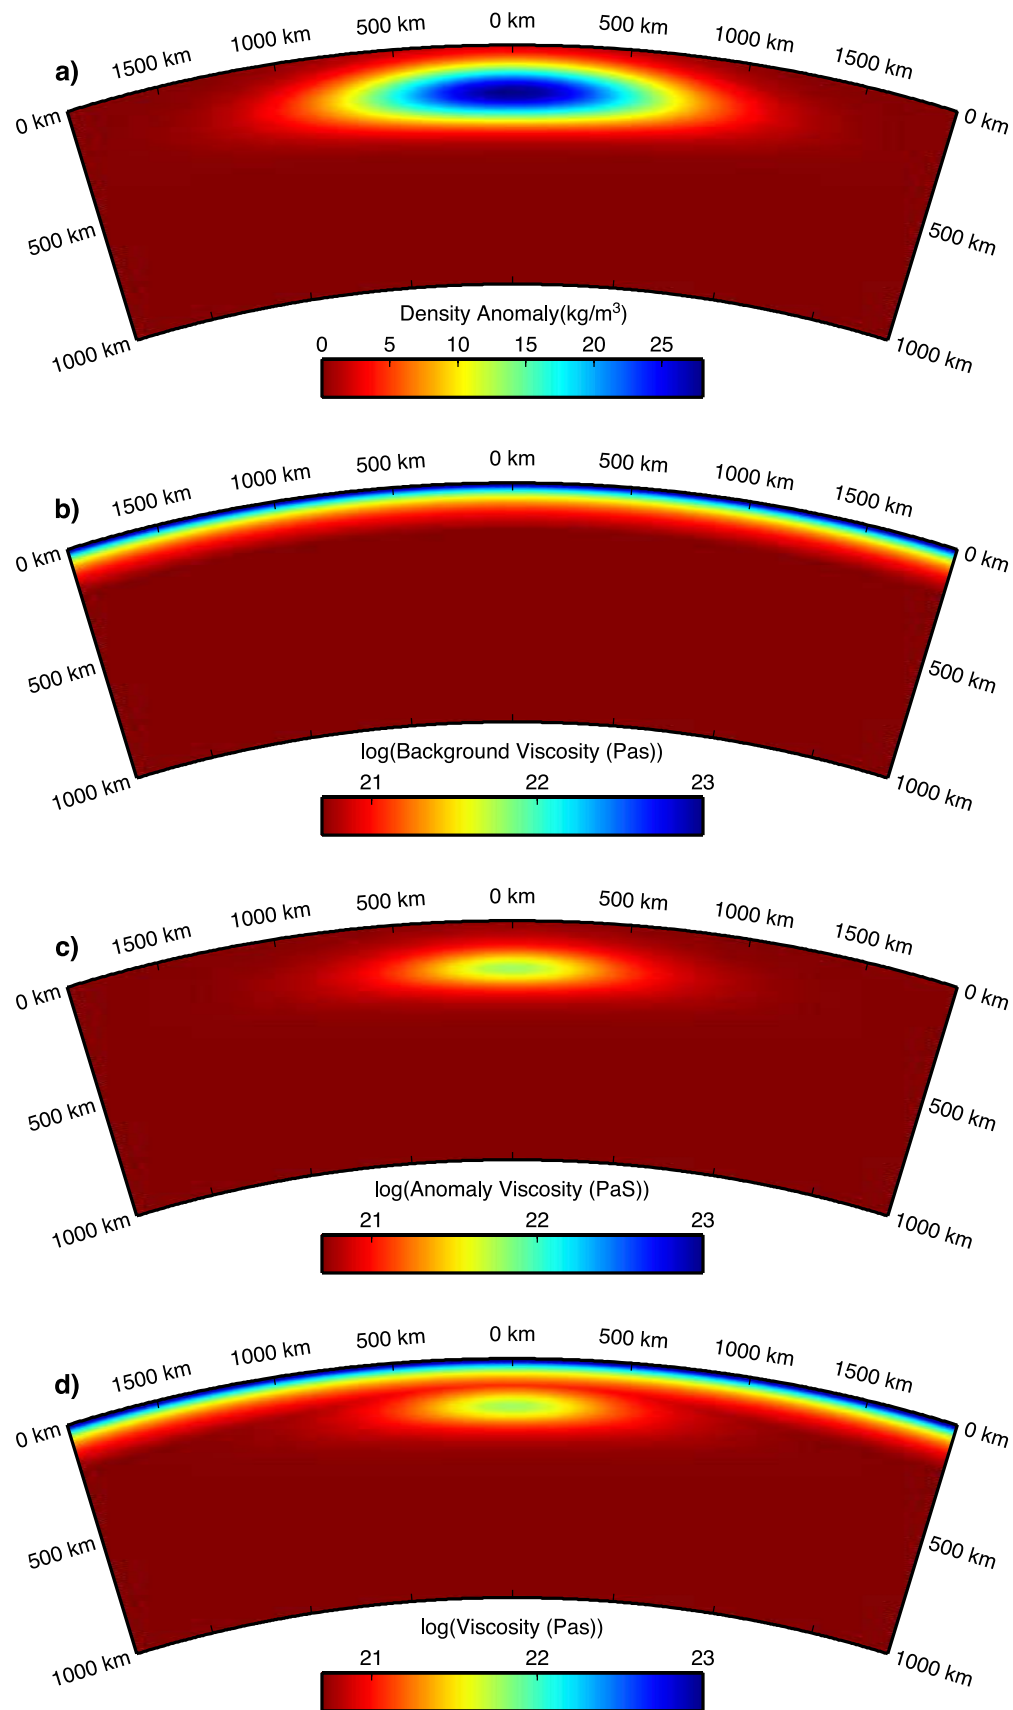 1500 km 1000 km 500 km 0 km 500 km 1000 km 1500 km
a)
0 km 0 km
500 km 500 km
1000 km 1000 km
Density Anomaly(kg/m³)
0 5 10 15 20 25
1500 km 1000 km 500 km 0 km 500 km 1000 km 1500 km
b)
0 km 0 km
500 km 500 km
1000 km 1000 km
log(Background Viscosity (Pas))
21 22 23
1500 km 1000 km 500 km 0 km 500 km 1000 km 1500 km
c)
0 km 0 km
500 km 500 km
1000 km 1000 km
log(Anomaly Viscosity (PaS))
21 22 23
1500 km 1000 km 500 km 0 km 500 km 1000 km 1500 km
d)
0 km 0 km
500 km 500 km
1000 km 1000 km
log(Viscosity (Pas))
21 22 23